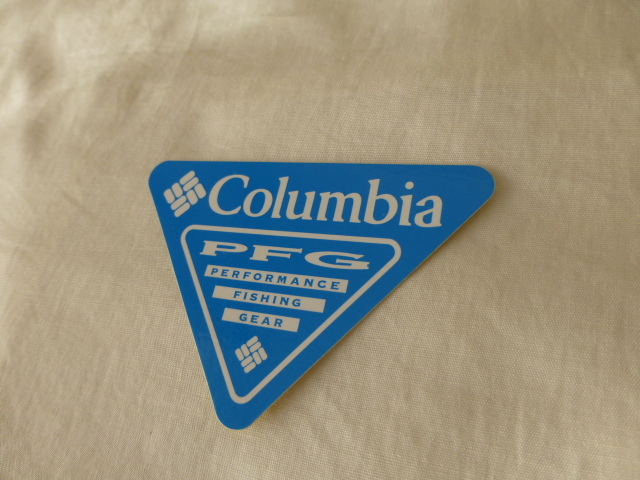 Columbia
PFG
PERFORMANCE
FISHING
GEAR